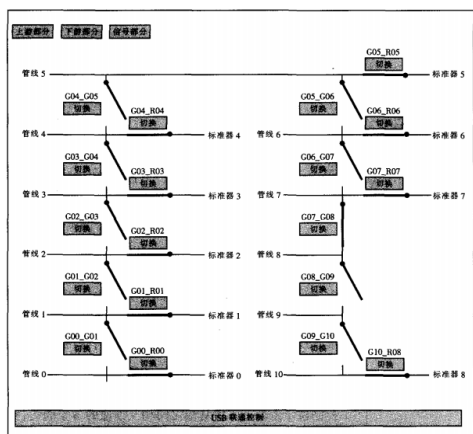 上游部分 下游部分 信号部分
G05_R05
切换
管线 5 标准器 5
G04_G05
切换
G04_R04
切换
G05_G06
切换
G06_R06
切换
管线 4 标准器 4 管线 6 标准器 6
G03_G04
切换
G03_R03
切换
G06_G07
切换
G07_R07
切换
管线 3 标准器 3 管线 7 标准器 7
G02_G03
切换
G02_R02
切换
G07_G08
切换
管线 2 标准器 2 管线 8
G01_G02
切换
G01_R01
切换
G08_G09
切换
管线 1 标准器 1 管线 9
G00_G01
切换
G00_R00
切换
G09_G10
切换
G10_R08
切换
管线 0 标准器 0 管线 10 标准器 8
USB 联通控制